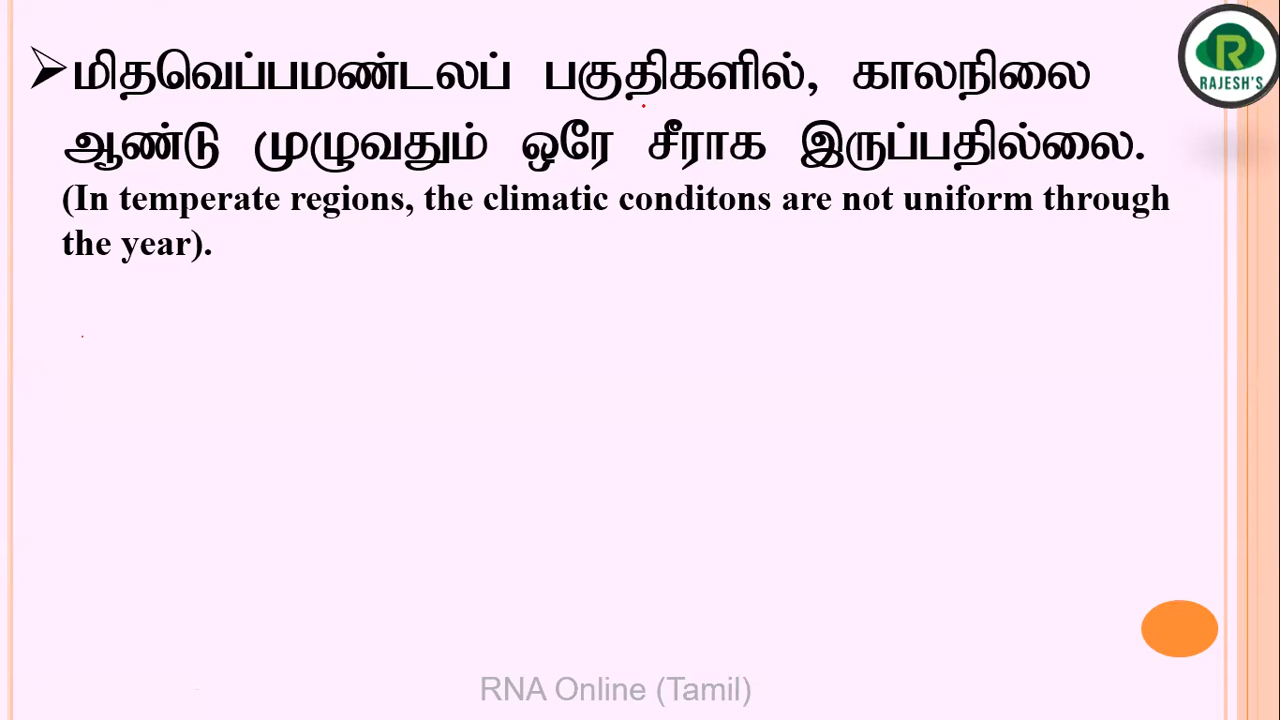 ➢மிதவெப்பமண்டலப் பகுதிகளில், காலநிலை
ஆண்டு முழுவதும் ஒரே சீராக இருப்பதில்லை.
(In temperate regions, the climatic conditons are not uniform through
the year).
R
RAJESH'S
RNA Online (Tamil)